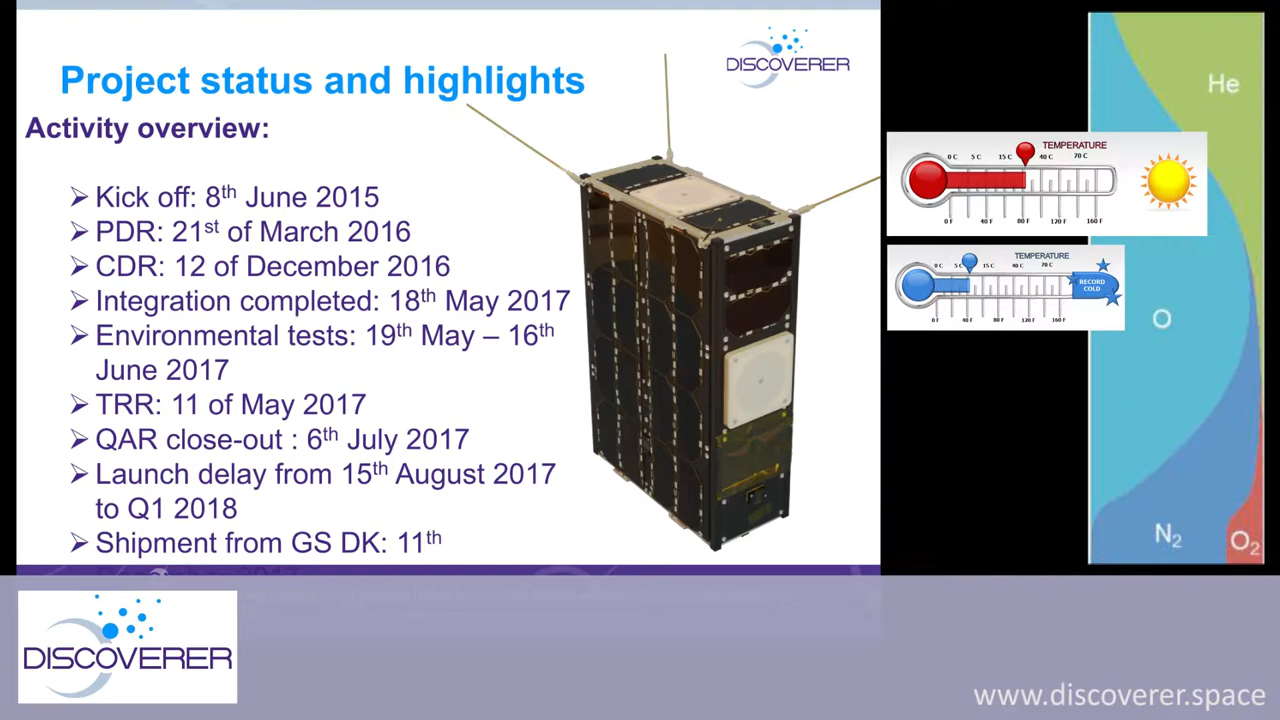 DISCOVERER
Project status and highlights
Activity overview:
⮚ Kick off: 8th June 2015
⮚ PDR: 21st of March 2016
⮚ CDR: 12 of December 2016
⮚ Integration completed: 18th May 2017
⮚ Environmental tests: 19th May – 16th
June 2017
⮚ TRR: 11 of May 2017
⮚ QAR close-out : 6th July 2017
⮚ Launch delay from 15th August 2017
to Q1 2018
⮚ Shipment from GS DK: 11th
TEMPERATURE
0 C 5 C 15 C 40 C 70 C
0 F 40 F 80 F 120 F 160 F
TEMPERATURE
0 C 5 C 15 C 40 C 70 C
RECORD
COLD
0 F 40 F 80 F 120 F 160 F
He
O
N2
O2
DISCOVERER
www.discoverer.space